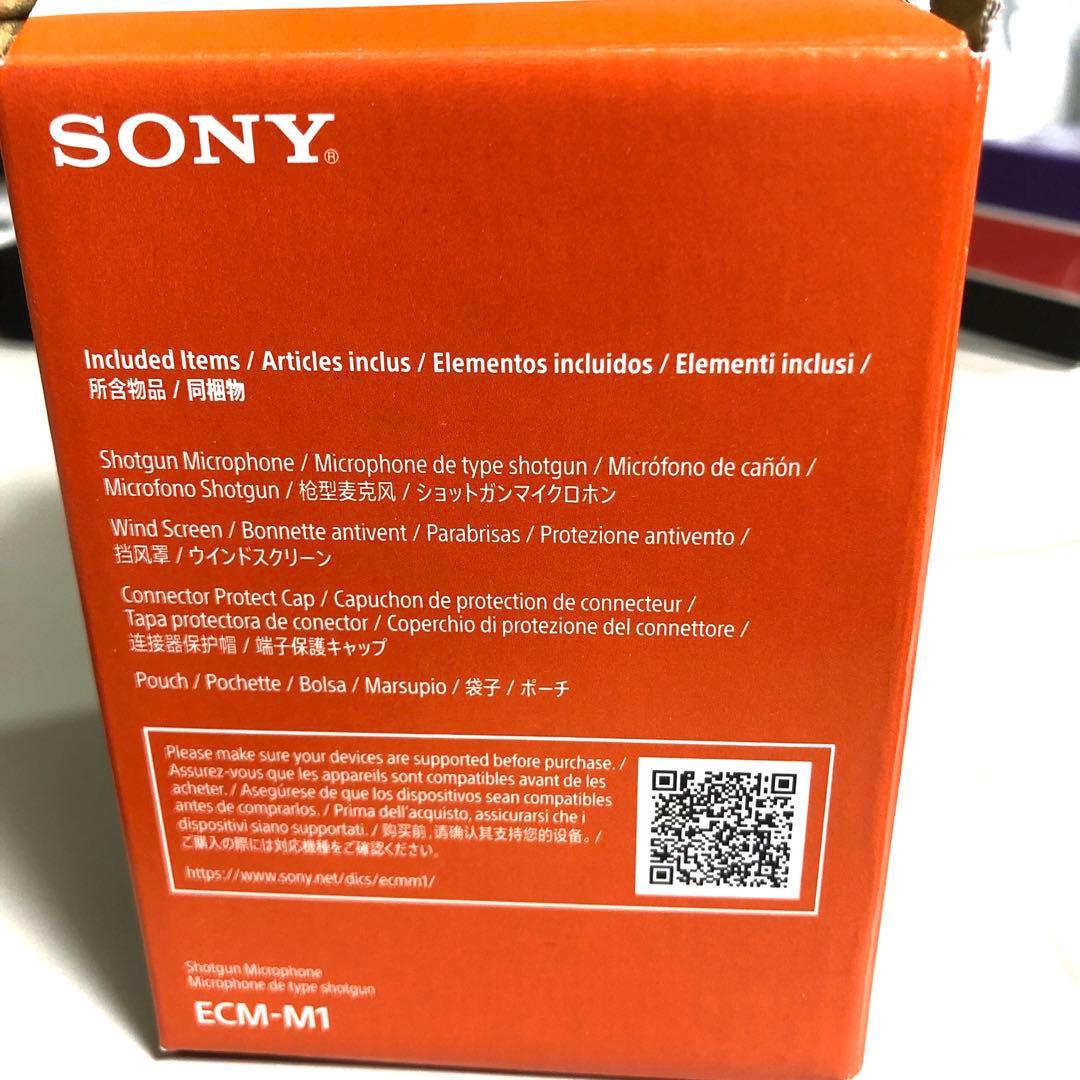 SONY®
Included Items / Articles inclus / Elementos incluidos / Elementi inclusi /
所含物品 / 同梱物
Shotgun Microphone / Microphone de type shotgun / Micrófono de cañón /
Microfono Shotgun / 枪型麦克风 / ショットガンマイクロホン
Wind Screen / Bonnette antivent / Parabrisas / Protezione antivento /
挡风罩 / ウインドスクリーン
Connector Protect Cap / Capuchon de protection de connecteur /
Tapa protectora de conector / Coperchio di protezione del connettore /
连接器保护帽 / 端子保護キャップ
Pouch / Pochette / Bolsa / Marsupio / 袋子 / ポーチ
Please make sure your devices are supported before purchase. /
Assurez-vous que les appareils sont compatibles avant de les
acheter. / Asegúrese de que los dispositivos sean compatibles
antes de comprarlos. / Prima dell'acquisto, assicurarsi che i
dispositivi siano supportati. / 购买前,请确认其支持您的设备。/
ご購入の際には対応機種をご確認ください。
https://www.sony.net/dics/ecmm1/
Shotgun Microphone
Microphone de type shotgun
ECM-M1